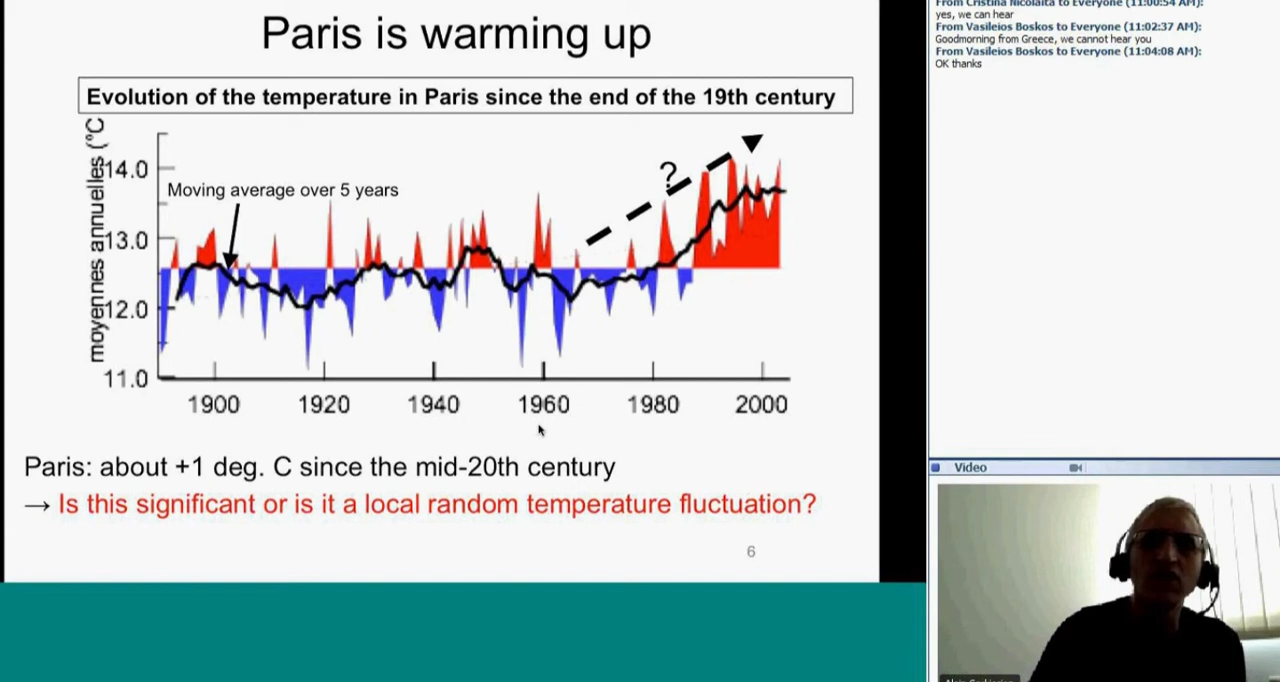 Paris is warming up
Evolution of the temperature in Paris since the end of the 19th century
moyennes annuelles (°C
14.0
13.0
12.0
11.0
Moving average over 5 years
?
1900
1920
1940
1960
1980
2000
Paris: about +1 deg. C since the mid-20th century
→ Is this significant or is it a local random temperature fluctuation?
6
From Cristina Nicolaita to Everyone (11:00:54 AM):
yes, we can hear
From Vasileios Boskos to Everyone (11:02:37 AM):
Goodmorning from Greece, we cannot hear you
From Vasileios Boskos to Everyone (11:04:08 AM):
OK thanks
Video